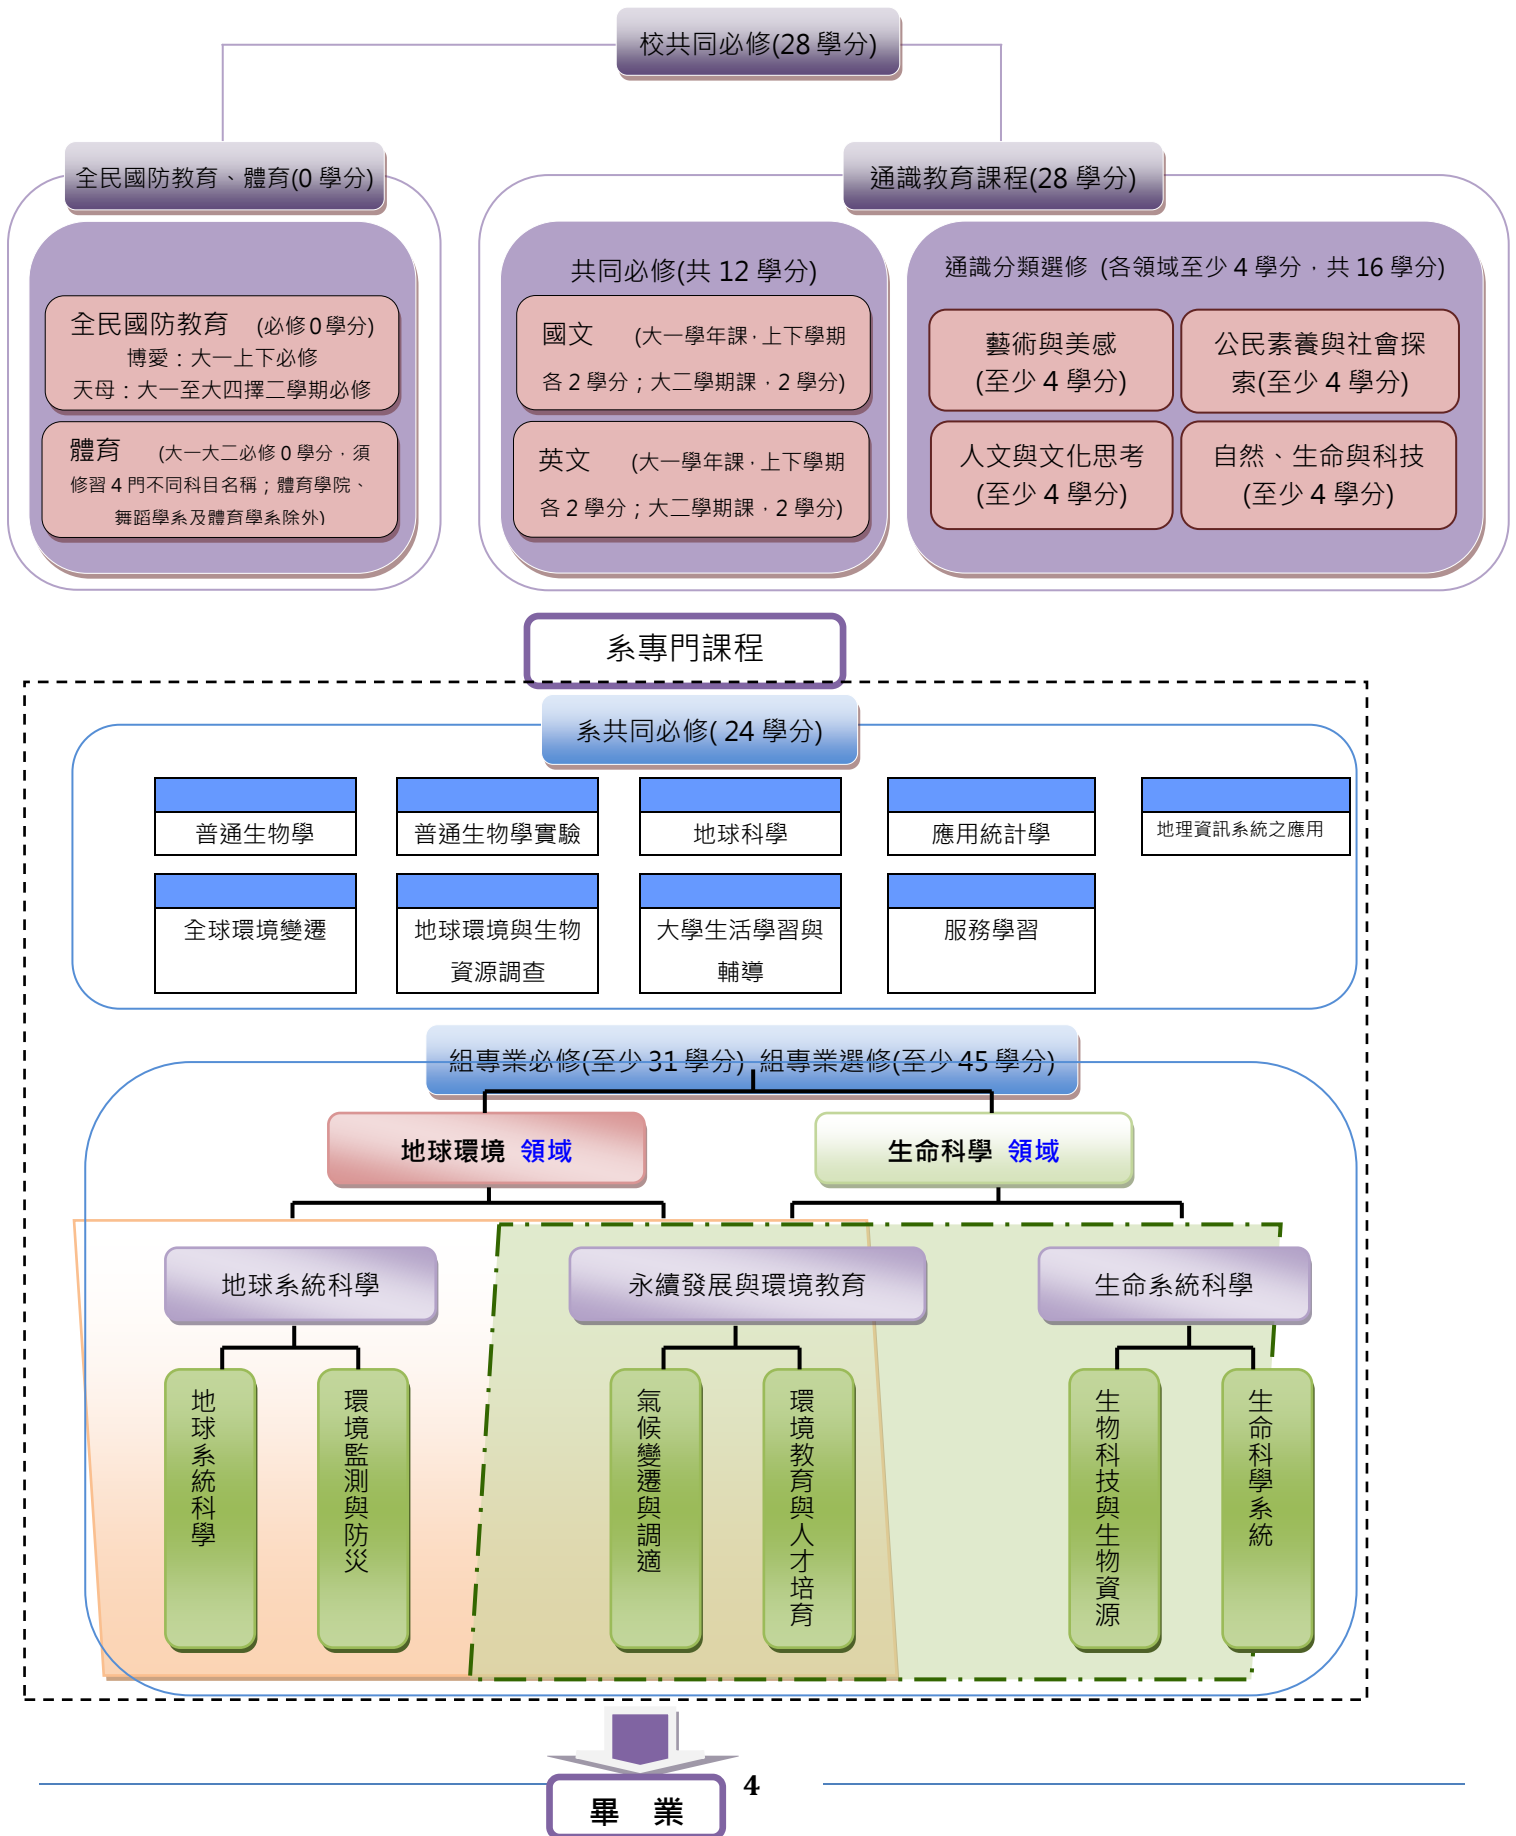 校共同必修(28 學分)
全民國防教育、體育(0 學分)
通識教育課程(28 學分)
全民國防教育 (必修 0 學分)
博愛：大一上下必修
天母：大一至大四擇二學期必修
體育 (大一大二必修 0 學分，須
修習 4 門不同科目名稱；體育學院、
舞蹈學系及體育學系除外)
共同必修(共 12 學分)
國文 (大一學年課，上下學期
各 2 學分；大二學期課，2 學分)
英文 (大一學年課，上下學期
各 2 學分；大二學期課，2 學分)
通識分類選修 (各領域至少 4 學分，共 16 學分)
藝術與美感
(至少 4 學分)
公民素養與社會探
索(至少 4 學分)
人文與文化思考
(至少 4 學分)
自然、生命與科技
(至少 4 學分)
系專門課程
系共同必修( 24 學分)
普通生物學
普通生物學實驗
地球科學
應用統計學
地理資訊系統之應用
全球環境變遷
地球環境與生物
資源調查
大學生活學習與
輔導
服務學習
組專業必修(至少 31 學分) 組專業選修(至少 45 學分)
地球環境 領域
生命科學 領域
地球系統科學
永續發展與環境教育
生命系統科學
地球系統科學
環境監測與防災
氣候變遷與調適
環境教育與人才培育
生物科技與生物資源
生命科學系統
4
畢 業